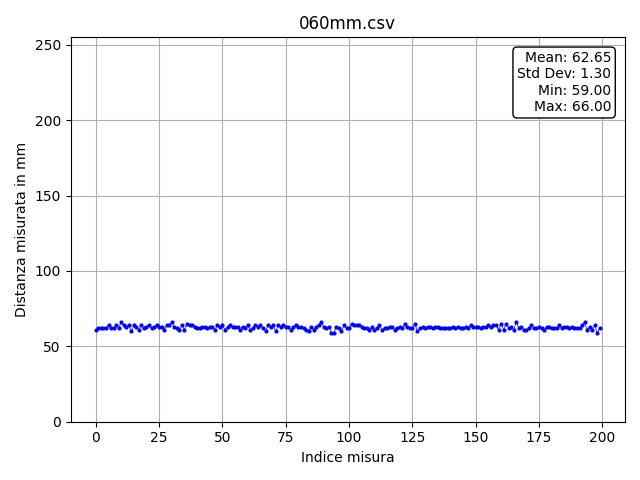 060mm.csv
Mean: 62.65
Std Dev: 1.30
Min: 59.00
Max: 66.00
250
200
150
100
50
0
Distanza misurata in mm
0 25 50 75 100 125 150 175 200
Indice misura